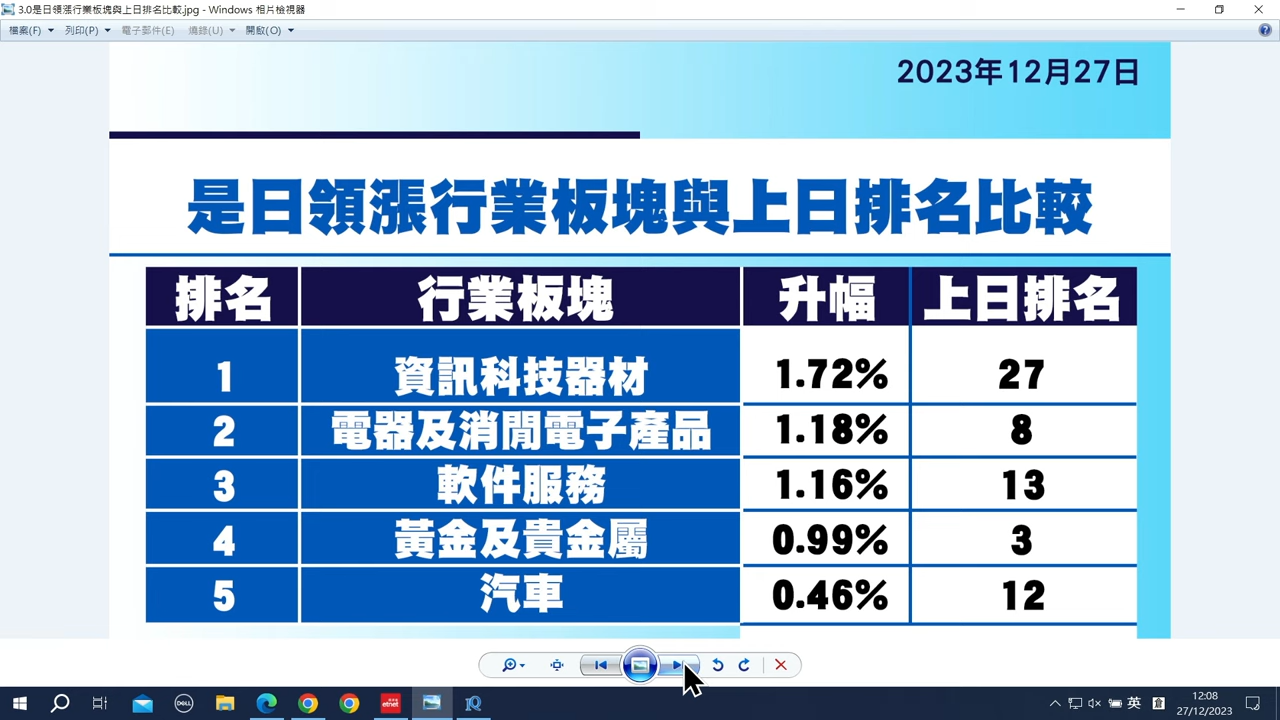 3.0是日領漲行業板塊與上日排名比較.jpg - Windows 相片檢視器
檔案(F) 列印(P) 電子郵件(E) 燒錄(U) 開啟(O)
2023年12月27日
是日領漲行業板塊與上日排名比較
排名 行業板塊 升幅 上日排名
1 資訊科技器材 1.72% 27
2 電器及消閒電子產品 1.18% 8
3 軟件服務 1.16% 13
4 黃金及貴金屬 0.99% 3
5 汽車 0.46% 12
DELL etnet IQ 英 倉 12:08
27/12/2023